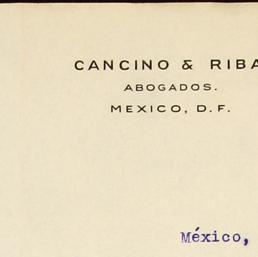 CANCINO & RIBA
ABOGADOS.
MEXICO, D.F.
México,